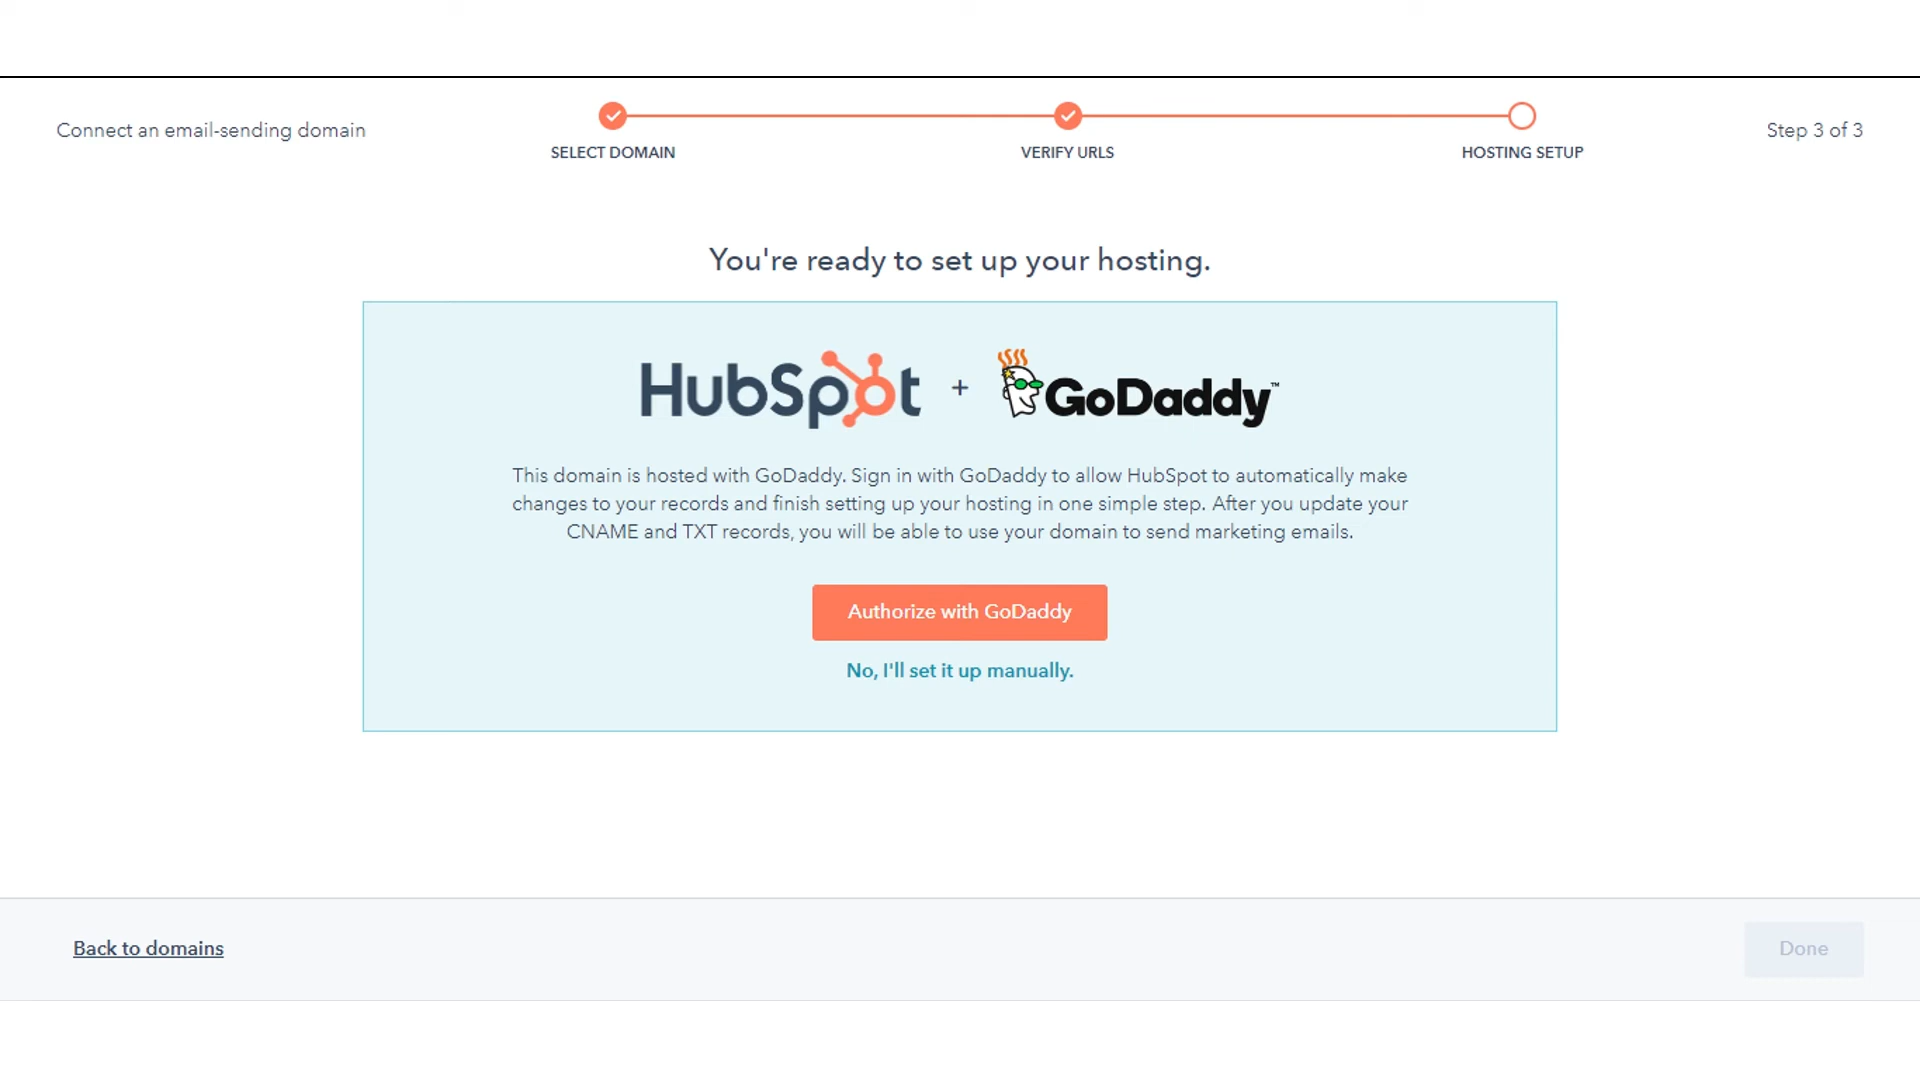 Connect an email-sending domain
SELECT DOMAIN
VERIFY URLS
HOSTING SETUP
Step 3 of 3
You're ready to set up your hosting.
HubSpot + GoDaddy™
This domain is hosted with GoDaddy. Sign in with GoDaddy to allow HubSpot to automatically make
changes to your records and finish setting up your hosting in one simple step. After you update your
CNAME and TXT records, you will be able to use your domain to send marketing emails.
Authorize with GoDaddy
No, I'll set it up manually.
Back to domains
Done